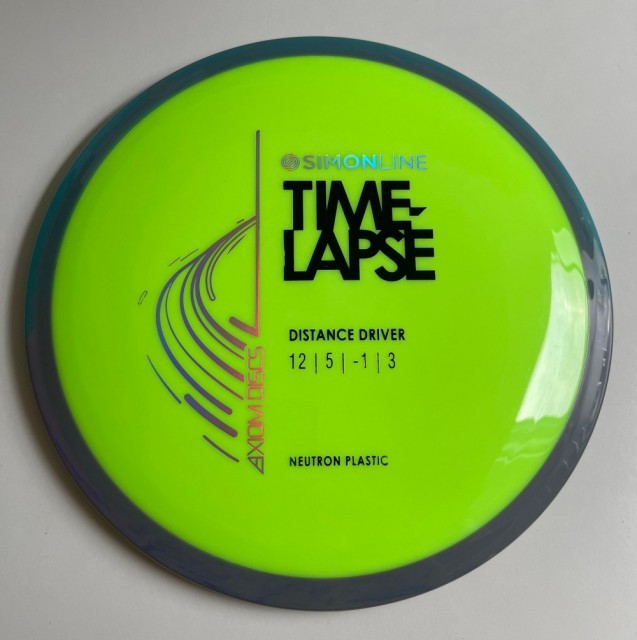 SIMONLINE
TIME-
LAPSE
DISTANCE DRIVER
12 | 5 | -1 | 3
NEUTRON PLASTIC
AXIOM DISCS